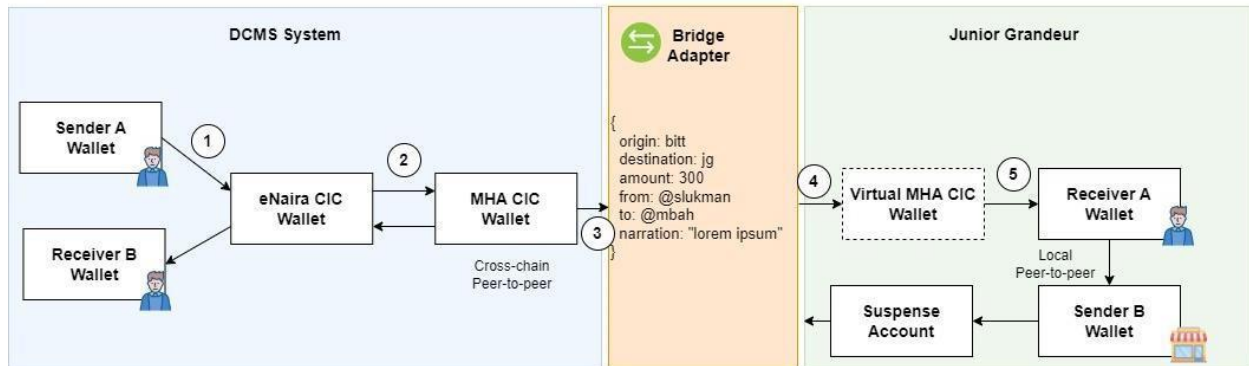 DCMS System
Sender A
Wallet
1
eNaira CIC
Wallet
2
MHA CIC
Wallet
3
Receiver B
Wallet
Cross-chain
Peer-to-peer
Bridge
Adapter
{
origin: bitt
destination: jg
amount: 300
from: @slukman
to: @mbah
narration: "lorem ipsum"
}
Junior Grandeur
4
Virtual MHA CIC
Wallet
5
Receiver A
Wallet
Local
Peer-to-peer
Suspense
Account
Sender B
Wallet